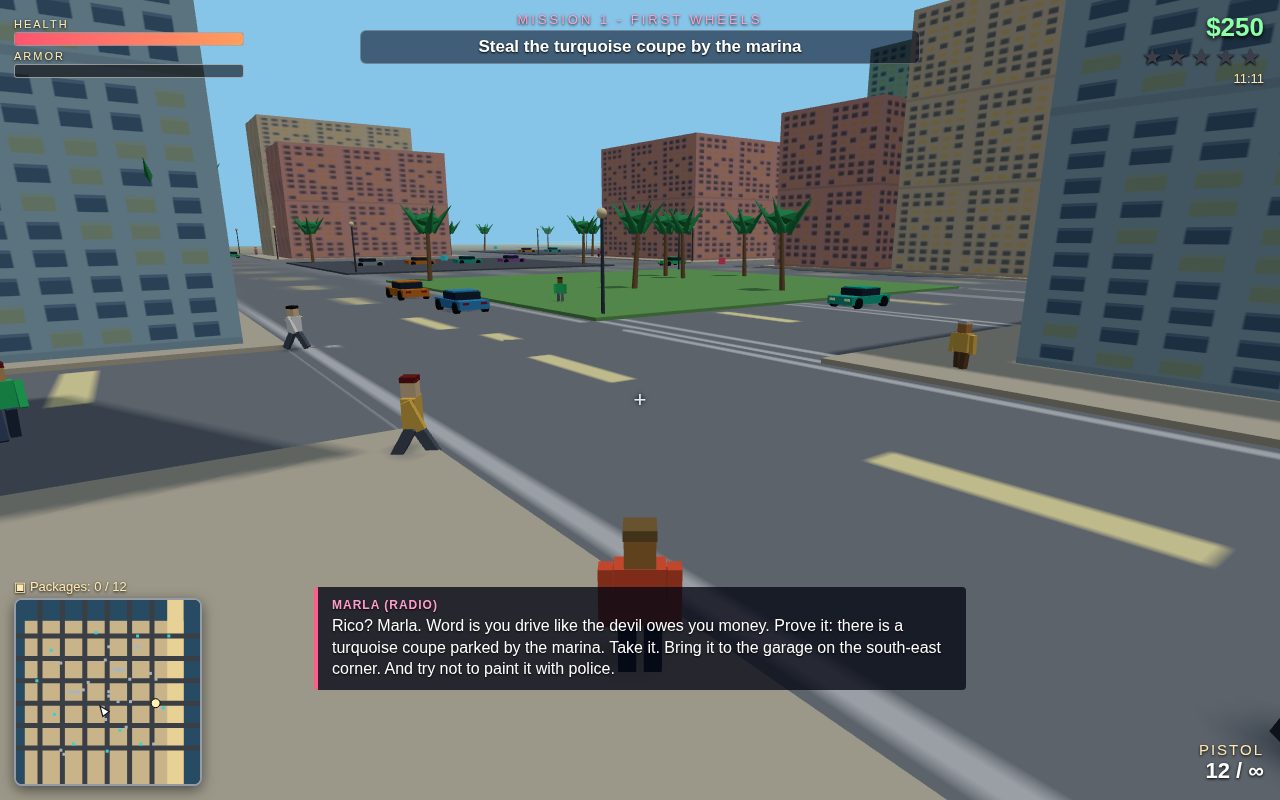 HEALTH
ARMOR
MISSION 1 - FIRST WHEELS
Steal the turquoise coupe by the marina
$250
11:11
▣ Packages: 0 / 12
MARLA (RADIO)
Rico? Marla. Word is you drive like the devil owes you money. Prove it: there is a
turquoise coupe parked by the marina. Take it. Bring it to the garage on the south-east
corner. And try not to paint it with police.
PISTOL
12 / ∞